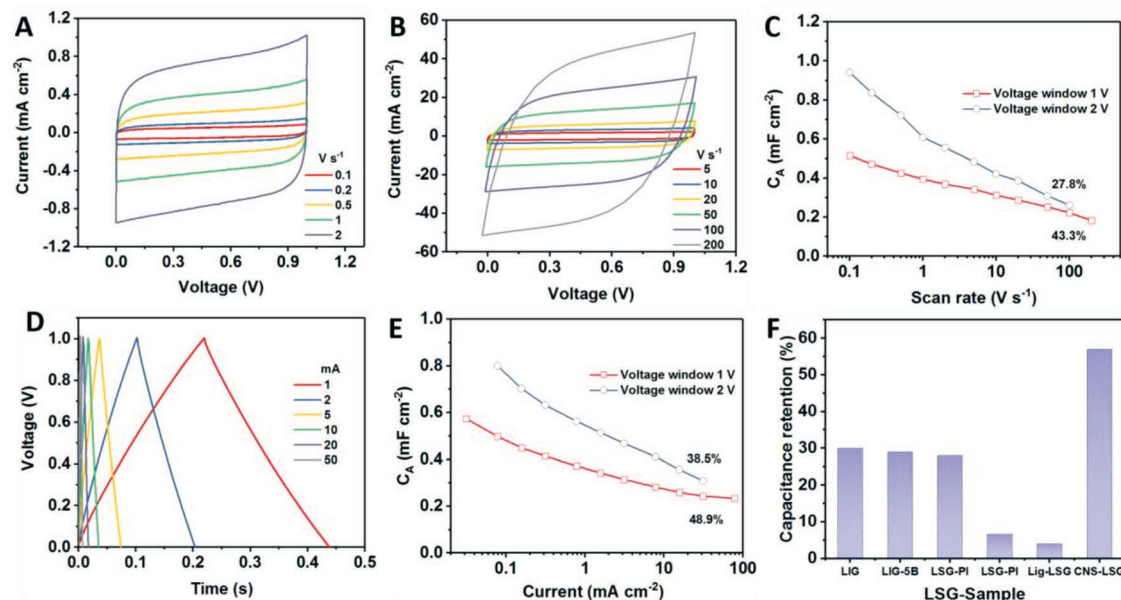 A
Current (mA cm⁻²)
1.2
0.8
0.4
0.0
-0.4
-0.8
-1.2
V s⁻¹
0.1
0.2
0.5
1
2
0.0 0.3 0.6 0.9 1.2
Voltage (V)
B
Current (mA cm⁻²)
60
40
20
0
-20
-40
-60
V s⁻¹
5
10
20
50
100
200
0.0 0.3 0.6 0.9 1.2
Voltage (V)
C
C_A (mF cm⁻²)
1.2
1.0
0.8
0.6
0.4
0.2
0.0
Voltage window 1 V
Voltage window 2 V
27.8%
43.3%
0.1 1 10 100
Scan rate (V s⁻¹)
D
Voltage (V)
1.0
0.8
0.6
0.4
0.2
0.0
mA
1
2
5
10
20
50
0.0 0.1 0.2 0.3 0.4 0.5
Time (s)
E
C_A (mF cm⁻²)
1.0
0.8
0.6
0.4
0.2
0.0
Voltage window 1 V
Voltage window 2 V
38.5%
48.9%
0.1 1 10 100
Current (mA cm⁻²)
F
Capacitance retention (%)
60
50
40
30
20
10
0
LIG LIG-5B LSG-PI LSG-PI Lig-LSG CNS-LSG
LSG-Sample